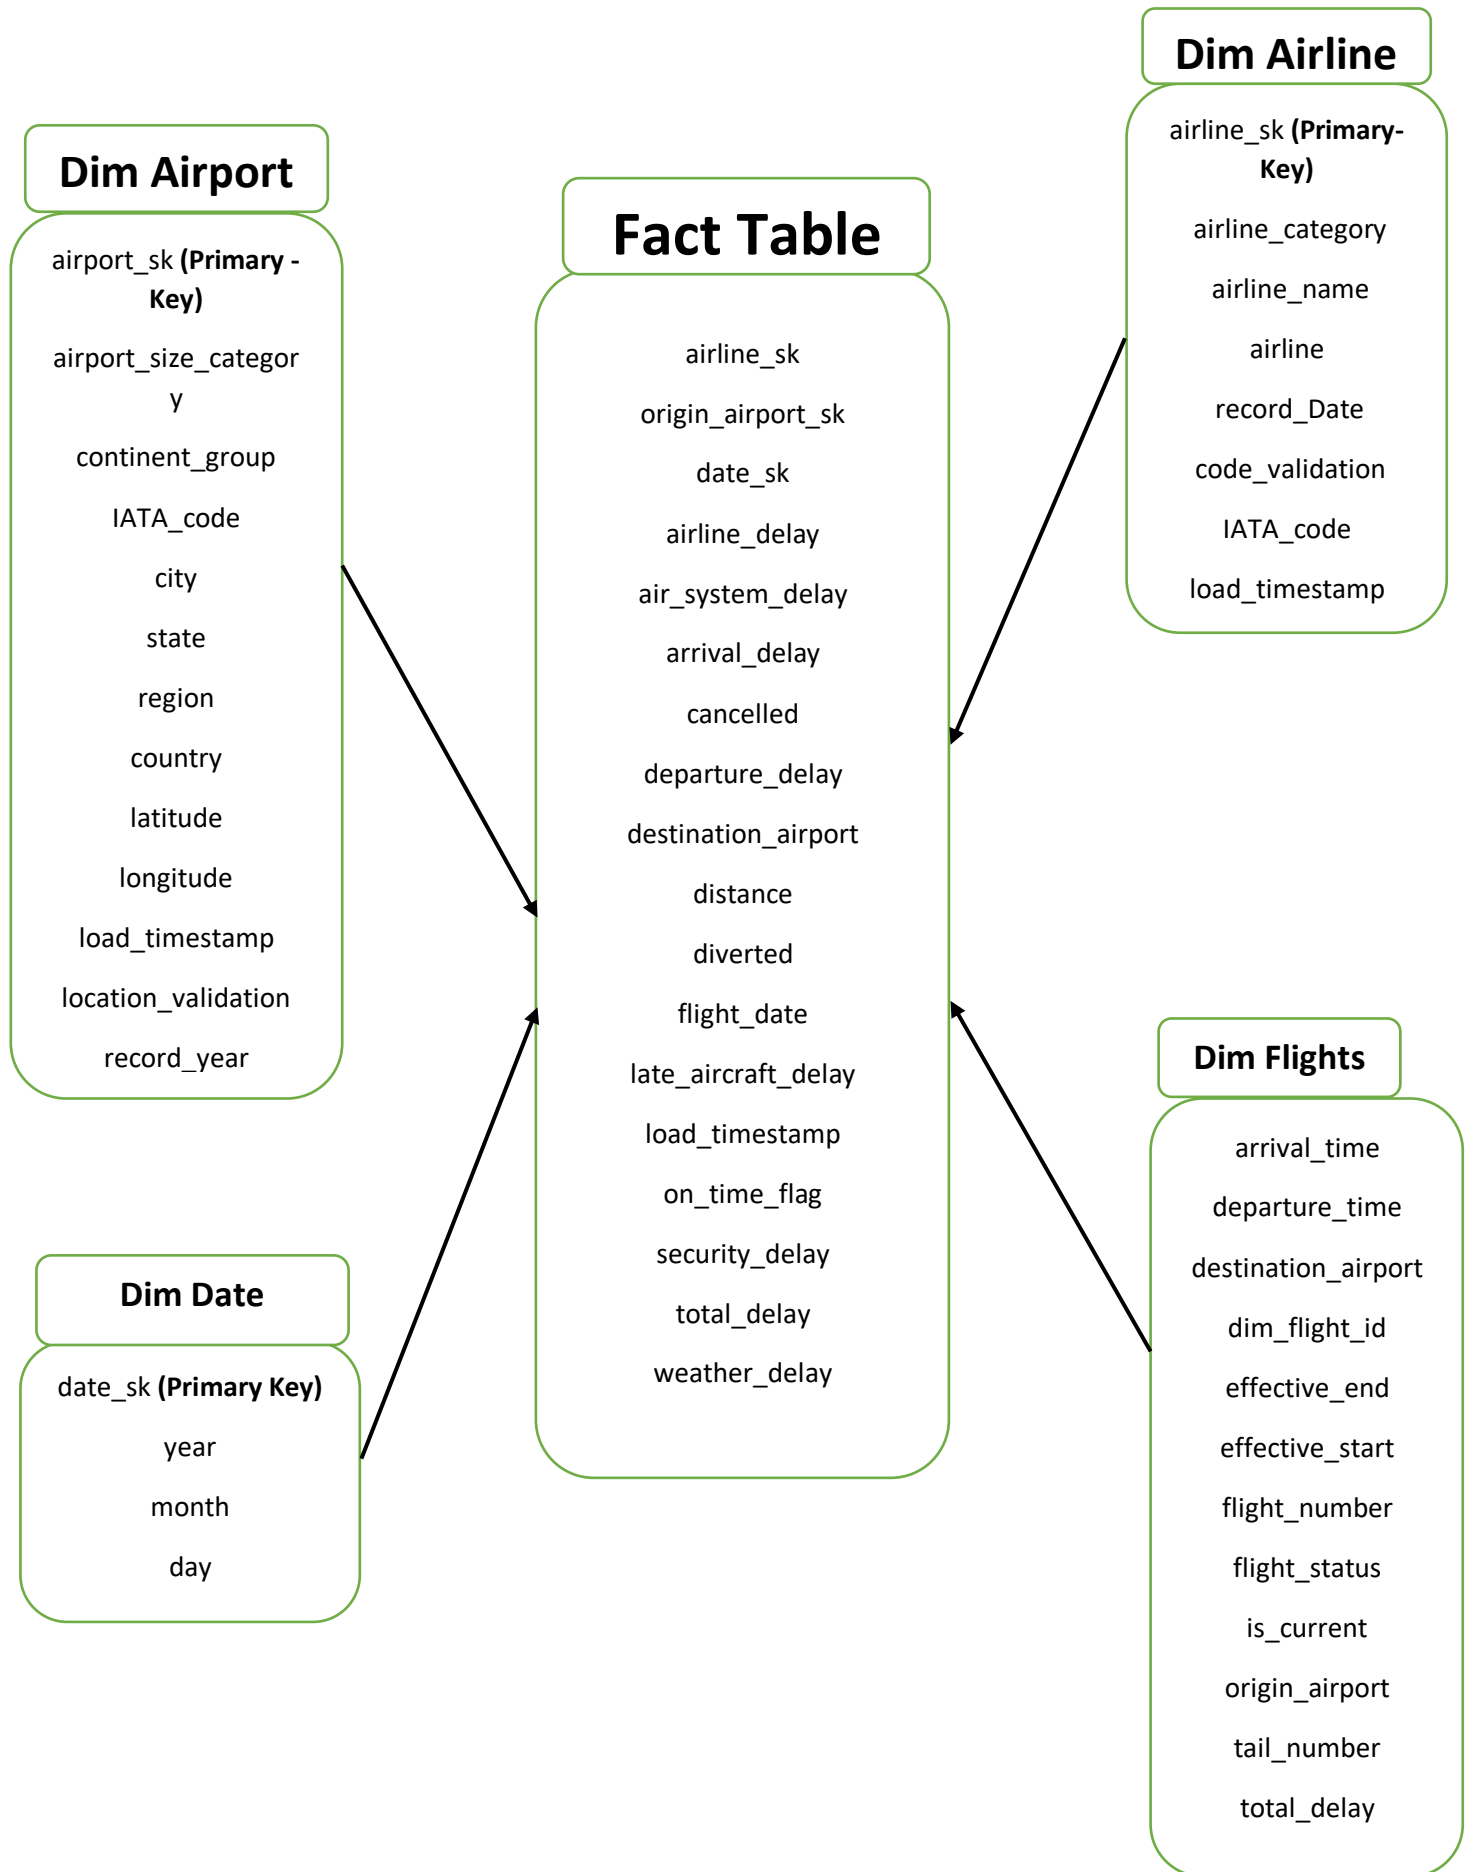 Dim Airport
airport_sk (Primary -
Key)
airport_size_categor
y
continent_group
IATA_code
city
state
region
country
latitude
longitude
load_timestamp
location_validation
record_year
Dim Date
date_sk (Primary Key)
year
month
day
Fact Table
airline_sk
origin_airport_sk
date_sk
airline_delay
air_system_delay
arrival_delay
cancelled
departure_delay
destination_airport
distance
diverted
flight_date
late_aircraft_delay
load_timestamp
on_time_flag
security_delay
total_delay
weather_delay
Dim Airline
airline_sk (Primary-
Key)
airline_category
airline_name
airline
record_Date
code_validation
IATA_code
load_timestamp
Dim Flights
arrival_time
departure_time
destination_airport
dim_flight_id
effective_end
effective_start
flight_number
flight_status
is_current
origin_airport
tail_number
total_delay